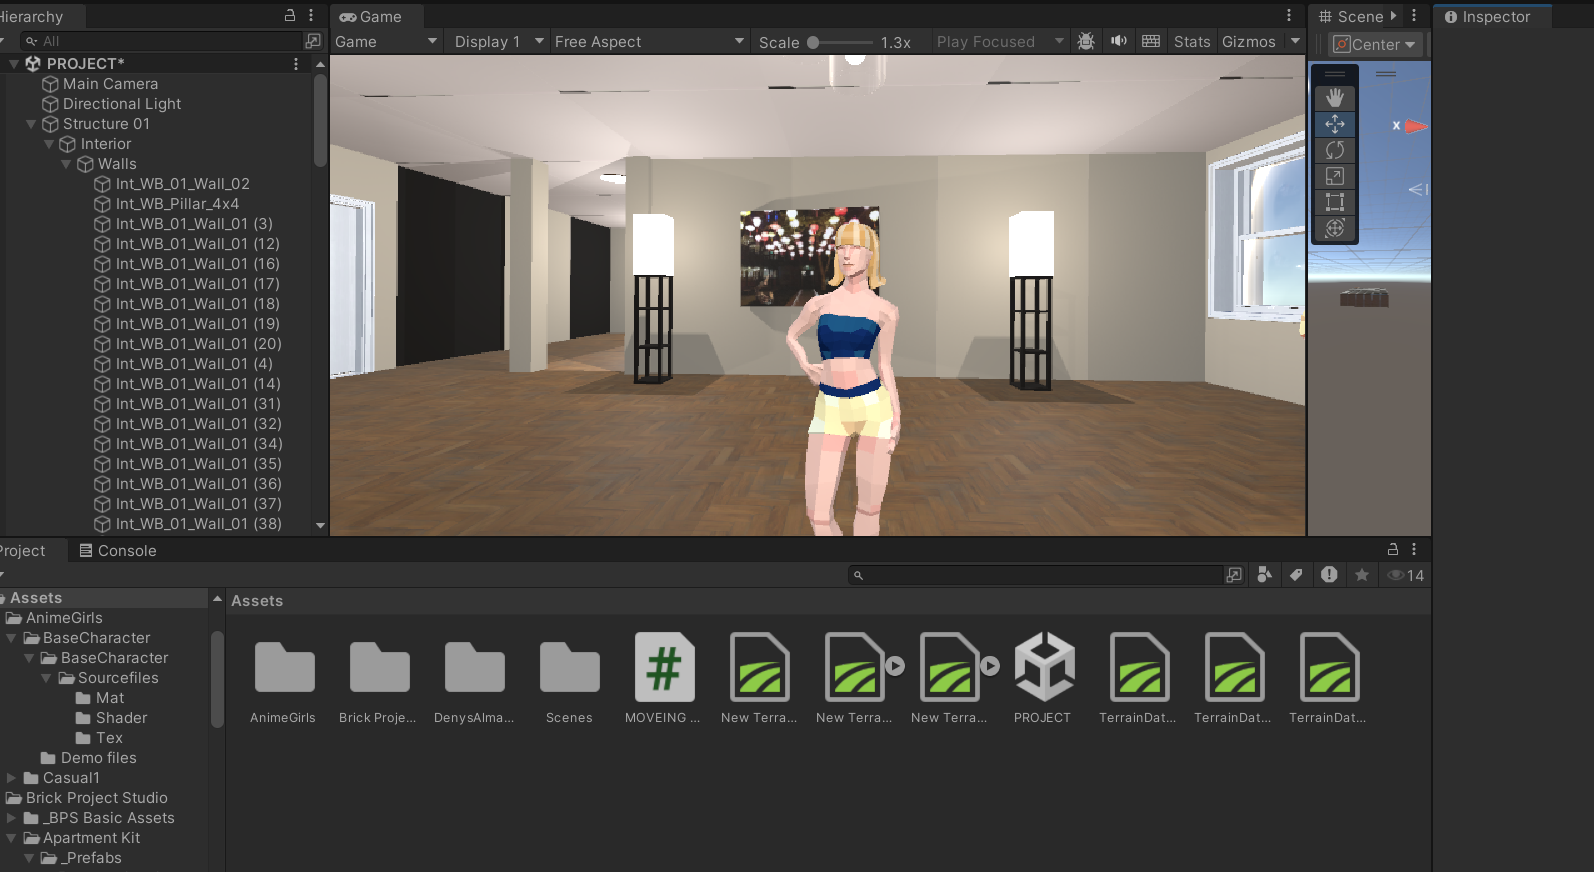 Hierarchy
All
PROJECT*
Main Camera
Directional Light
Structure 01
Interior
Walls
Int_WB_01_Wall_02
Int_WB_Pillar_4x4
Int_WB_01_Wall_01 (3)
Int_WB_01_Wall_01 (12)
Int_WB_01_Wall_01 (16)
Int_WB_01_Wall_01 (17)
Int_WB_01_Wall_01 (18)
Int_WB_01_Wall_01 (19)
Int_WB_01_Wall_01 (20)
Int_WB_01_Wall_01 (4)
Int_WB_01_Wall_01 (14)
Int_WB_01_Wall_01 (31)
Int_WB_01_Wall_01 (32)
Int_WB_01_Wall_01 (34)
Int_WB_01_Wall_01 (35)
Int_WB_01_Wall_01 (36)
Int_WB_01_Wall_01 (37)
Int_WB_01_Wall_01 (38)
Game
Game Display 1 Free Aspect Scale 1.3x Play Focused Stats Gizmos
Scene
Center
x
Inspector
Project
Console
14
Assets
AnimeGirls
BaseCharacter
BaseCharacter
Sourcefiles
Mat
Shader
Tex
Demo files
Casual1
Brick Project Studio
_BPS Basic Assets
Apartment Kit
_Prefabs
Assets
AnimeGirls
Brick Proje...
DenysAlma...
Scenes
#
MOVEING ...
New Terra...
New Terra...
New Terra...
PROJECT
TerrainDat...
TerrainDat...
TerrainDat...